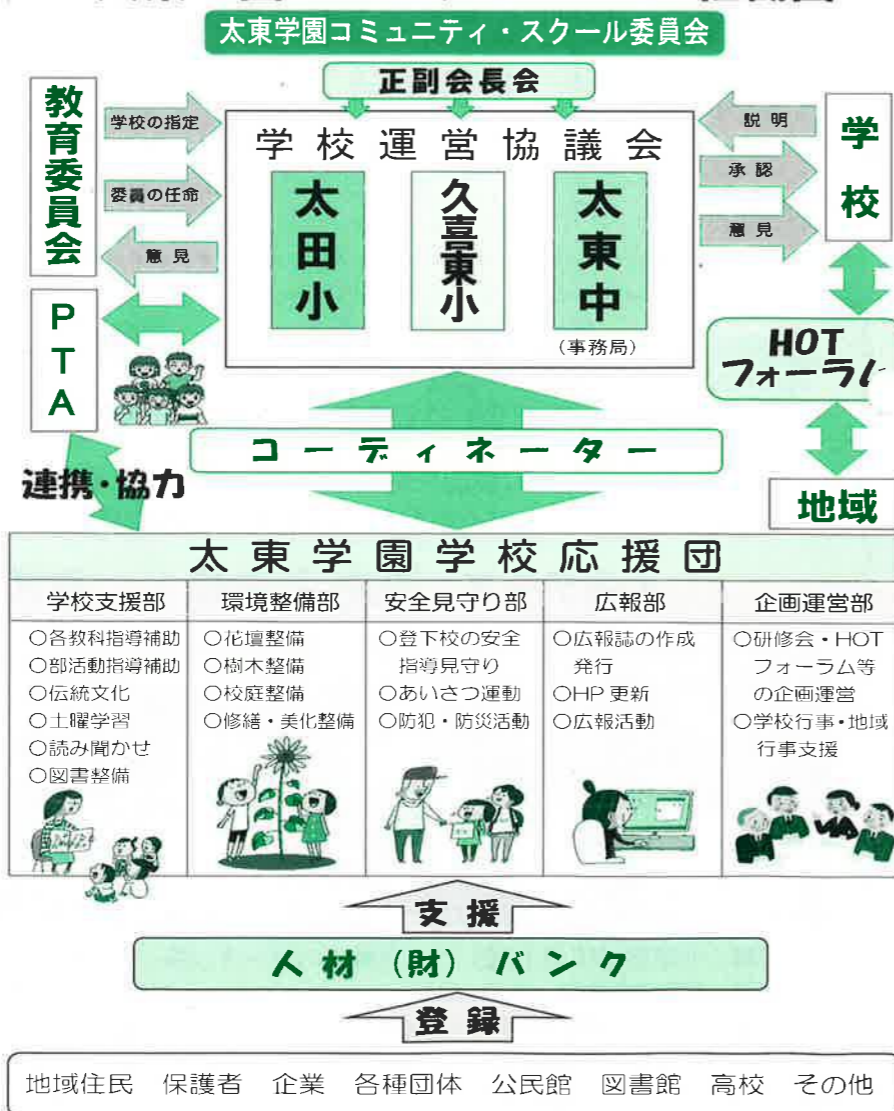 太東学園コミュニティ・スクール委員会
正副会長会
教育委員会
学校の指定
委員の任命
意見
学校運営協議会
太田小
久喜東小
太東中
(事務局)
説明
承認
意見
学校
PTA
HOT
フォーラム
コーディネーター
連携・協力
地域
太東学園学校応援団
学校支援部
○各教科指導補助
○部活動指導補助
○伝統文化
○土曜学習
○読み聞かせ
○図書整備
環境整備部
○花壇整備
○樹木整備
○校庭整備
○修繕・美化整備
安全見守り部
○登下校の安全
指導見守り
○あいさつ運動
○防犯・防災活動
広報部
○広報誌の作成
発行
○HP更新
○広報活動
企画運営部
○研修会・HOT
フォーラム等
の企画運営
○学校行事・地域
行事支援
支援
人材(財)バンク
登録
地域住民 保護者 企業 各種団体 公民館 図書館 高校 その他